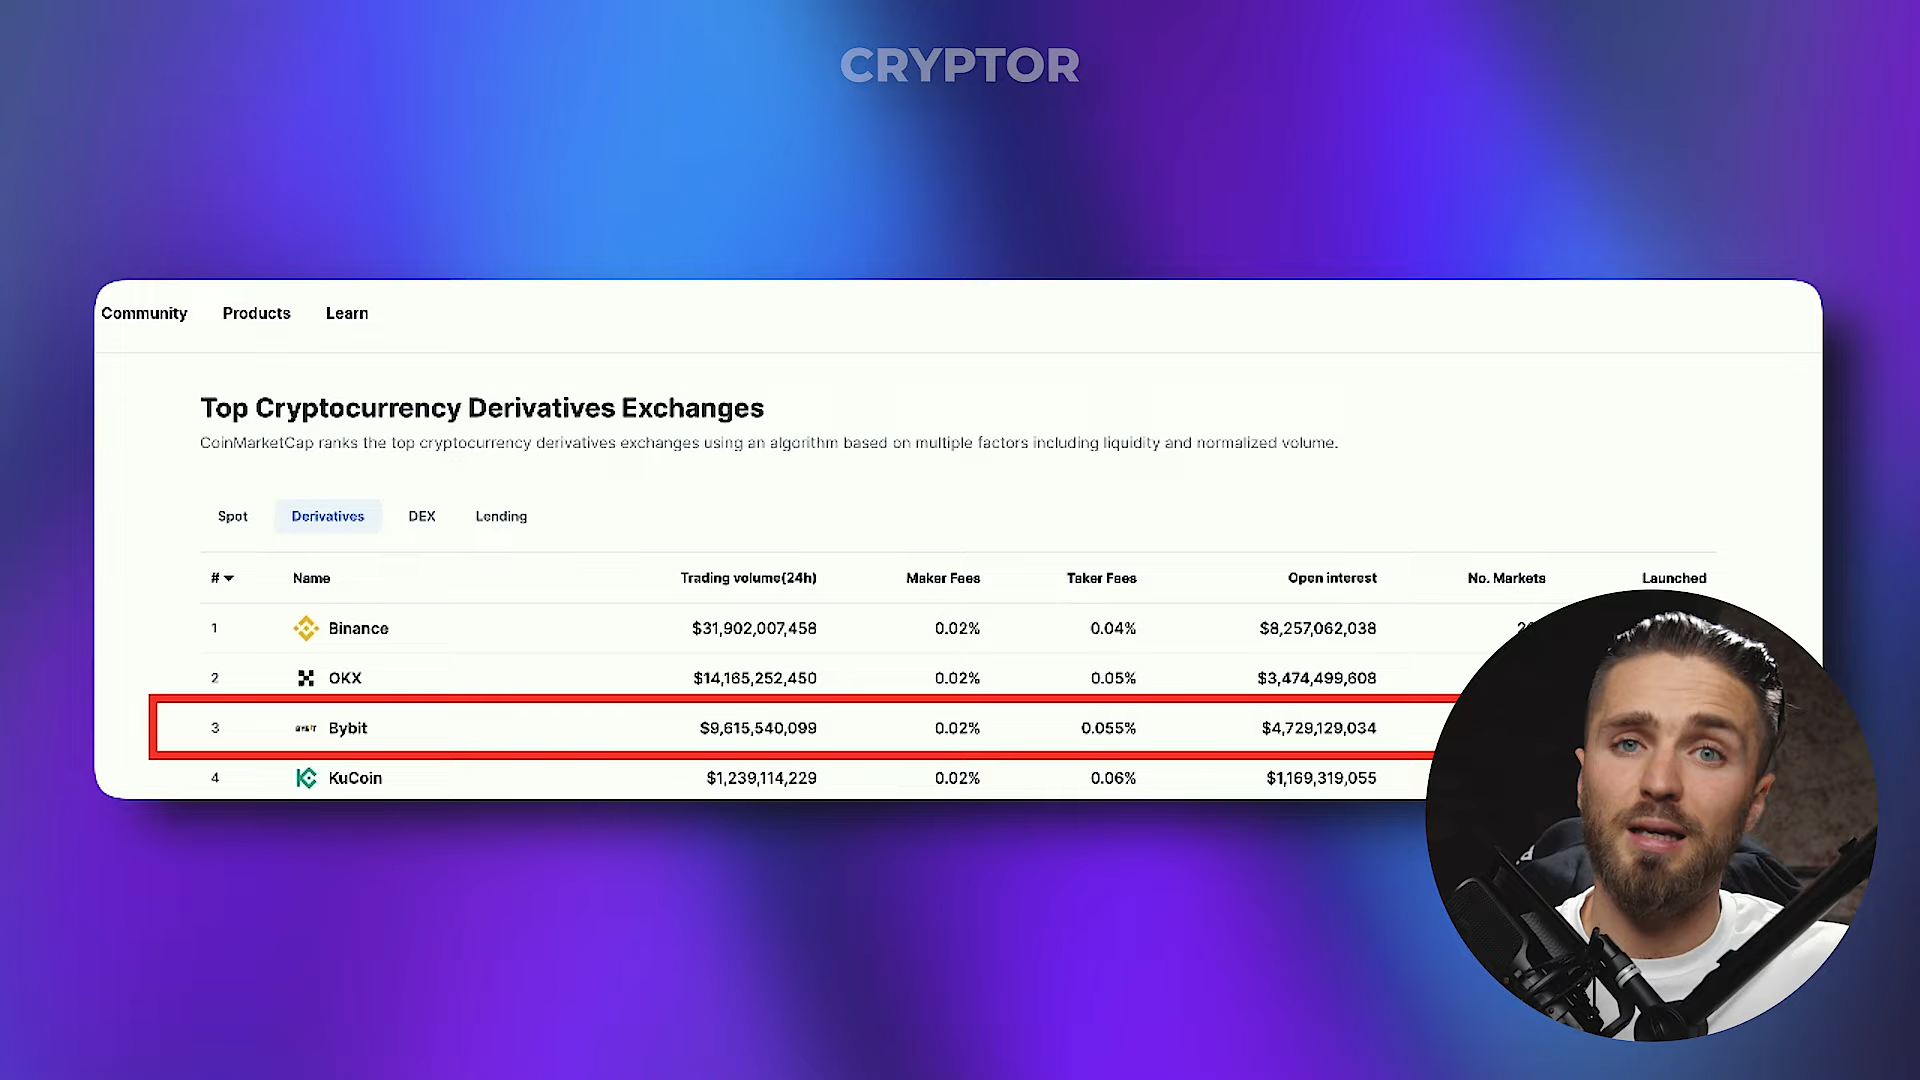 CRYPTOR
Community Products Learn
Top Cryptocurrency Derivatives Exchanges
CoinMarketCap ranks the top cryptocurrency derivatives exchanges using an algorithm based on multiple factors including liquidity and normalized volume.
Spot Derivatives DEX Lending
# Name Trading volume(24h) Maker Fees Taker Fees Open interest No. Markets Launched
1 Binance $31,902,007,458 0.02% 0.04% $8,257,062,038
2 OKX $14,165,252,450 0.02% 0.05% $3,474,499,608
3 Bybit $9,615,540,099 0.02% 0.055% $4,729,129,034
4 KuCoin $1,239,114,229 0.02% 0.06% $1,169,319,055